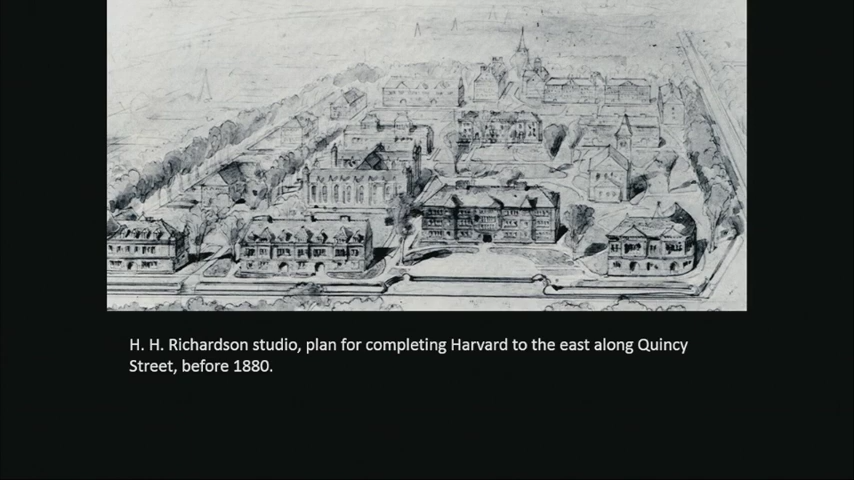 H. H. Richardson studio, plan for completing Harvard to the east along Quincy
Street, before 1880.